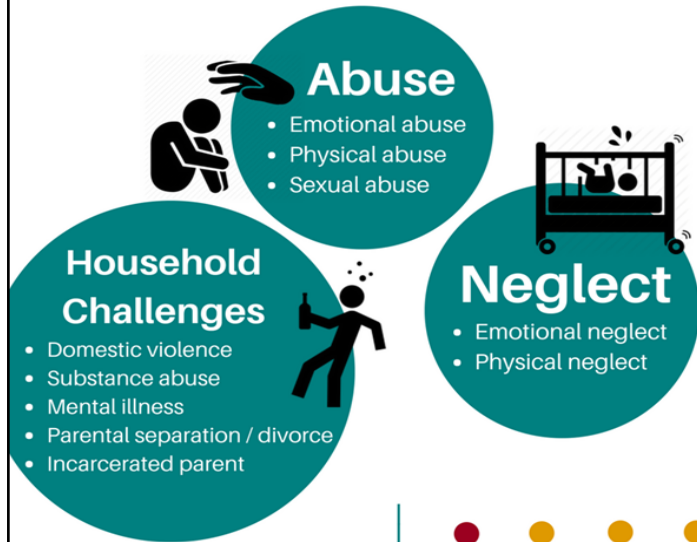 Abuse
• Emotional abuse
• Physical abuse
• Sexual abuse
Household
Challenges
• Domestic violence
• Substance abuse
• Mental illness
• Parental separation / divorce
• Incarcerated parent
Neglect
• Emotional neglect
• Physical neglect